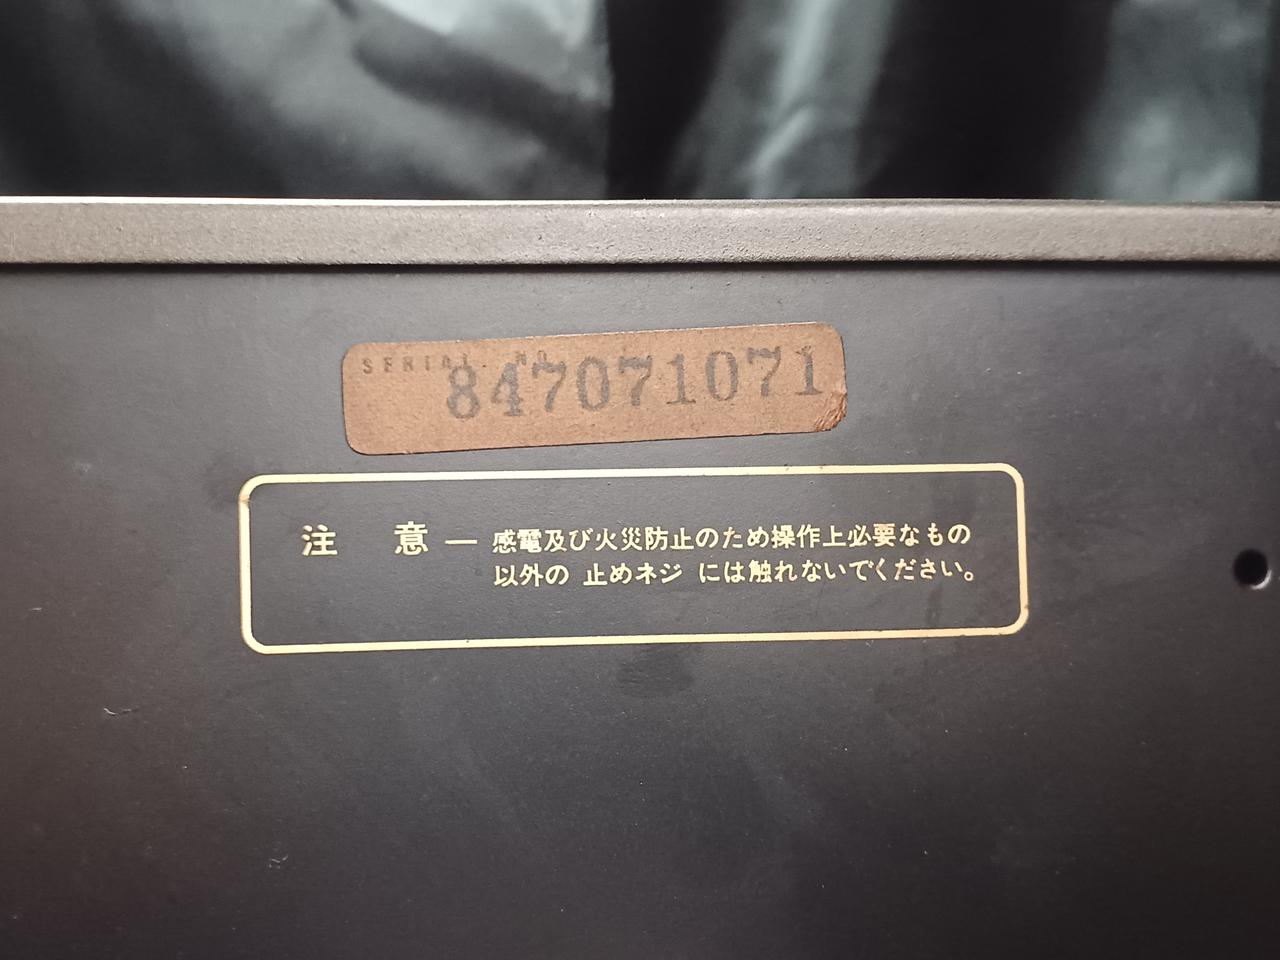 SERIAL NO
847071071
注 意 — 感電及び火災防止のため操作上必要なもの
以外の 止めネジ には触れないでください。